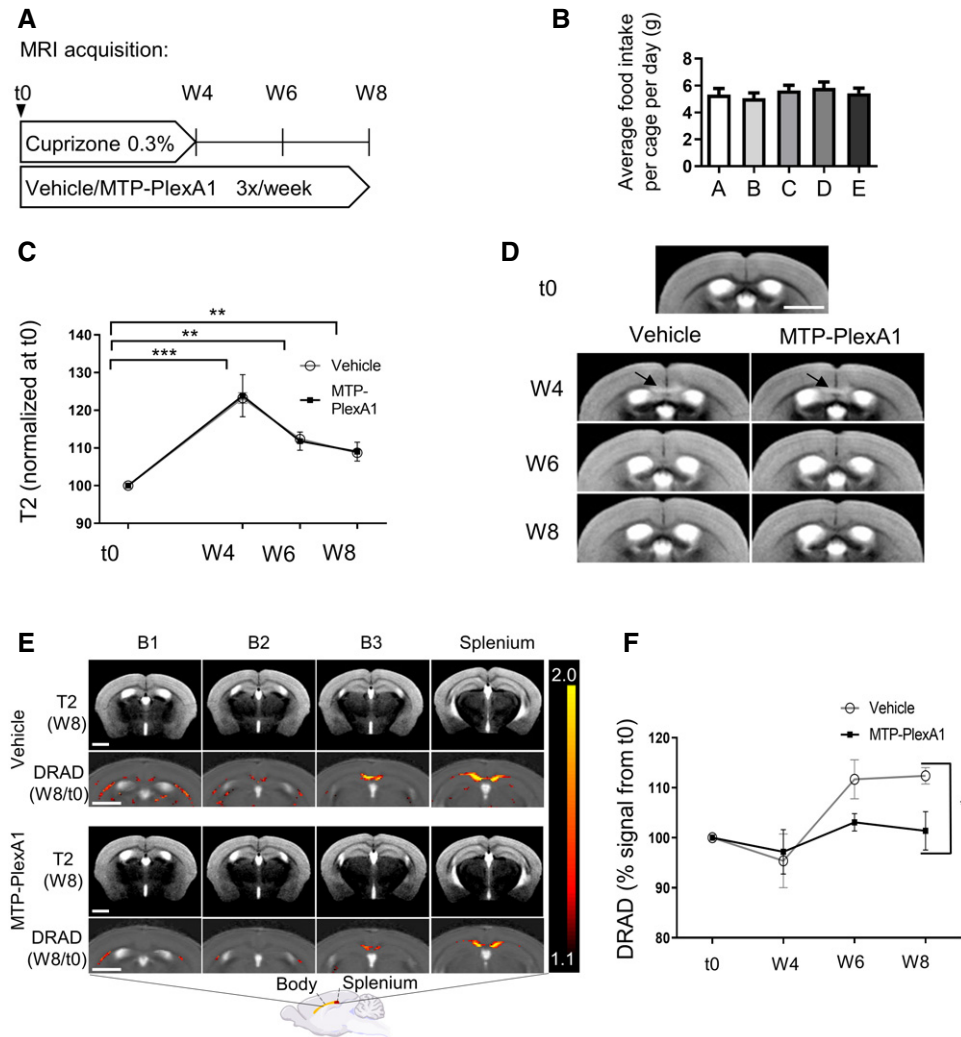 A
MRI acquisition:
t0 W4 W6 W8
Cuprizone 0.3%
Vehicle/MTP-PlexA1 3x/week
B
Average food intake
per cage per day (g)
8
6
4
2
0
A B C D E
C
T2 (normalized at t0)
**
**
***
140
130
120
110
100
90
Vehicle
MTP-
PlexA1
t0 W4 W6 W8
D
t0
Vehicle MTP-PlexA1
W4
W6
W8
E
B1 B2 B3 Splenium
Vehicle
T2
(W8)
DRAD
(W8/t0)
MTP-PlexA1
T2
(W8)
DRAD
(W8/t0)
2.0
1.1
Body Splenium
F
Vehicle
MTP-PlexA1
DRAD (% signal from t0)
120
110
100
90
80
t0 W4 W6 W8